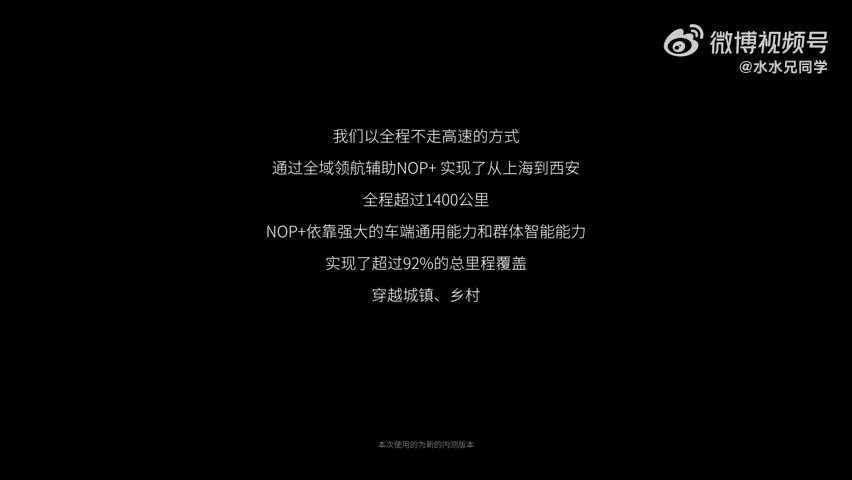 微博视频号
@水水兄同学
我们以全程不走高速的方式
通过全域领航辅助NOP+ 实现了从上海到西安
全程超过1400公里
NOP+依靠强大的车端通用能力和群体智能能力
实现了超过92%的总里程覆盖
穿越城镇、乡村
本次使用的为新的内测版本